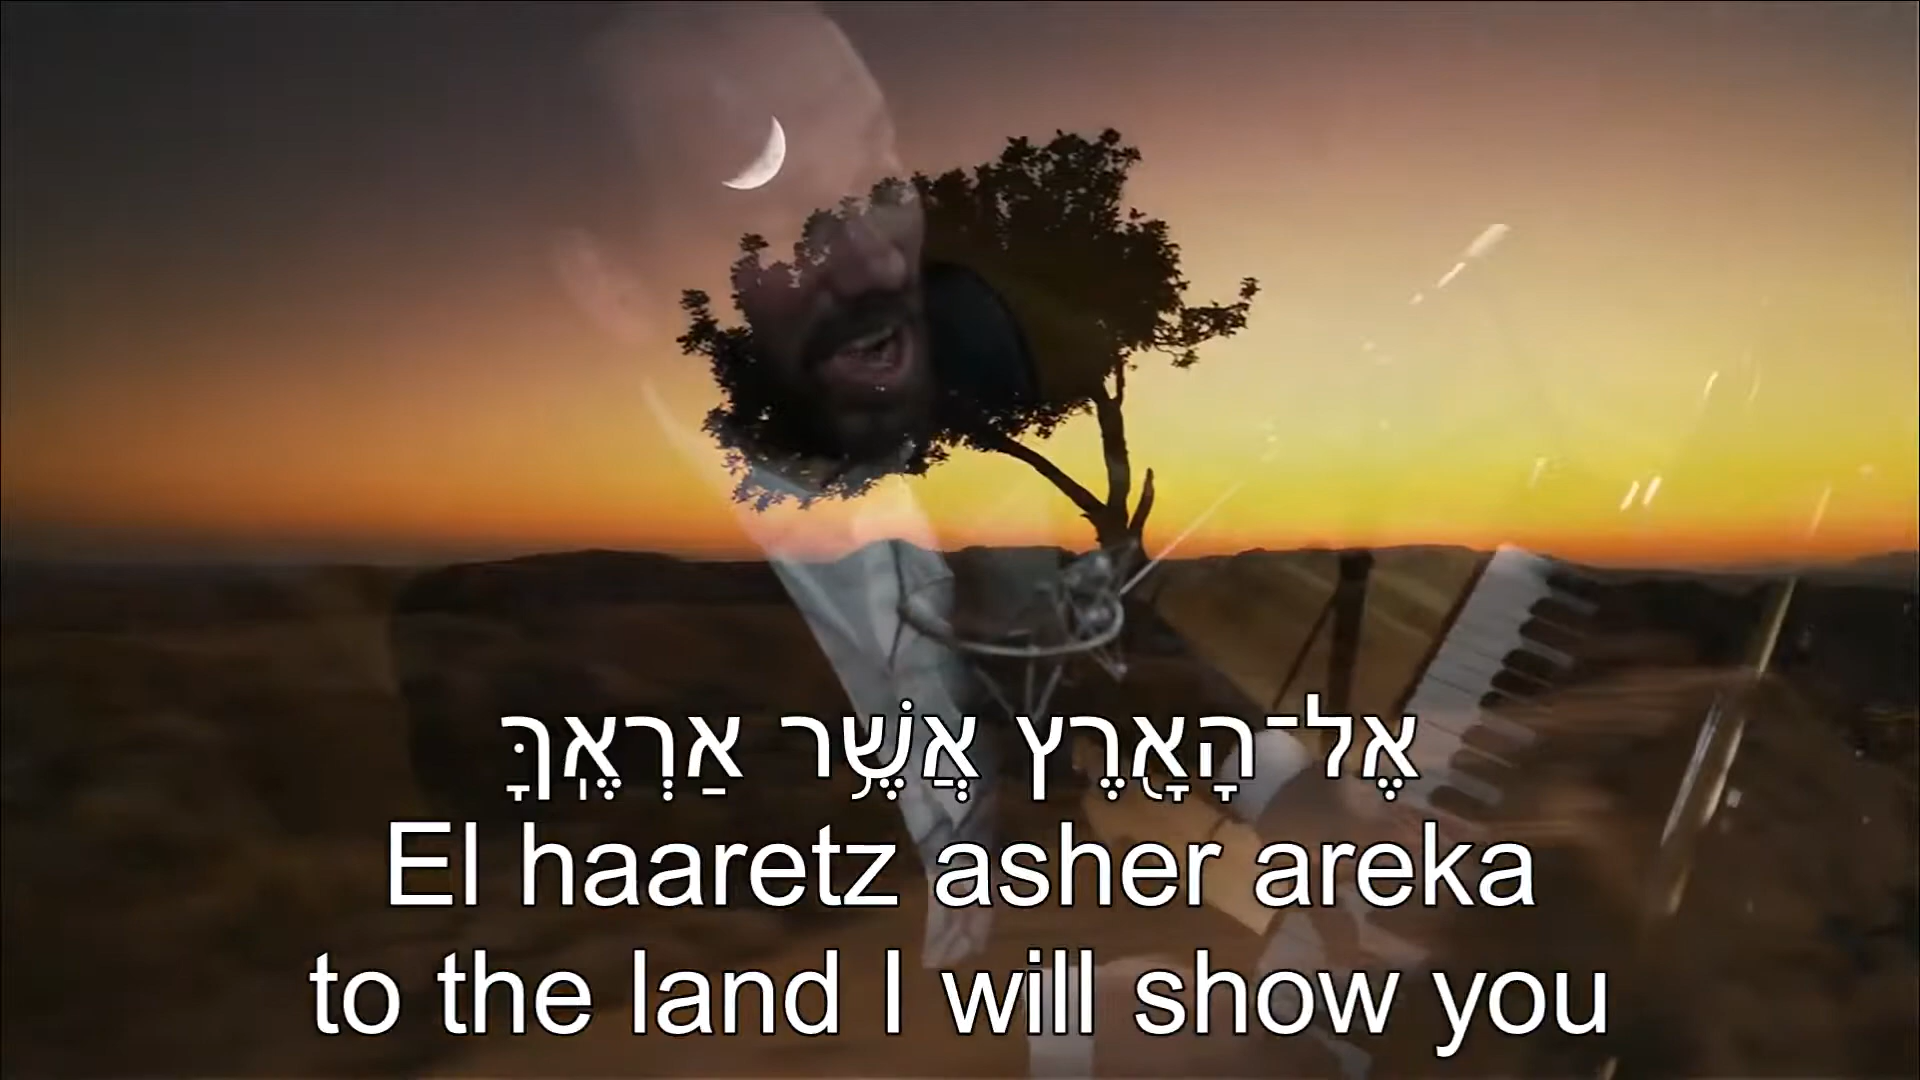 אֶל־הָאָ֖רֶץ אֲשֶׁ֥ר אַרְאֶֽךָּ
El haaretz asher areka
to the land I will show you